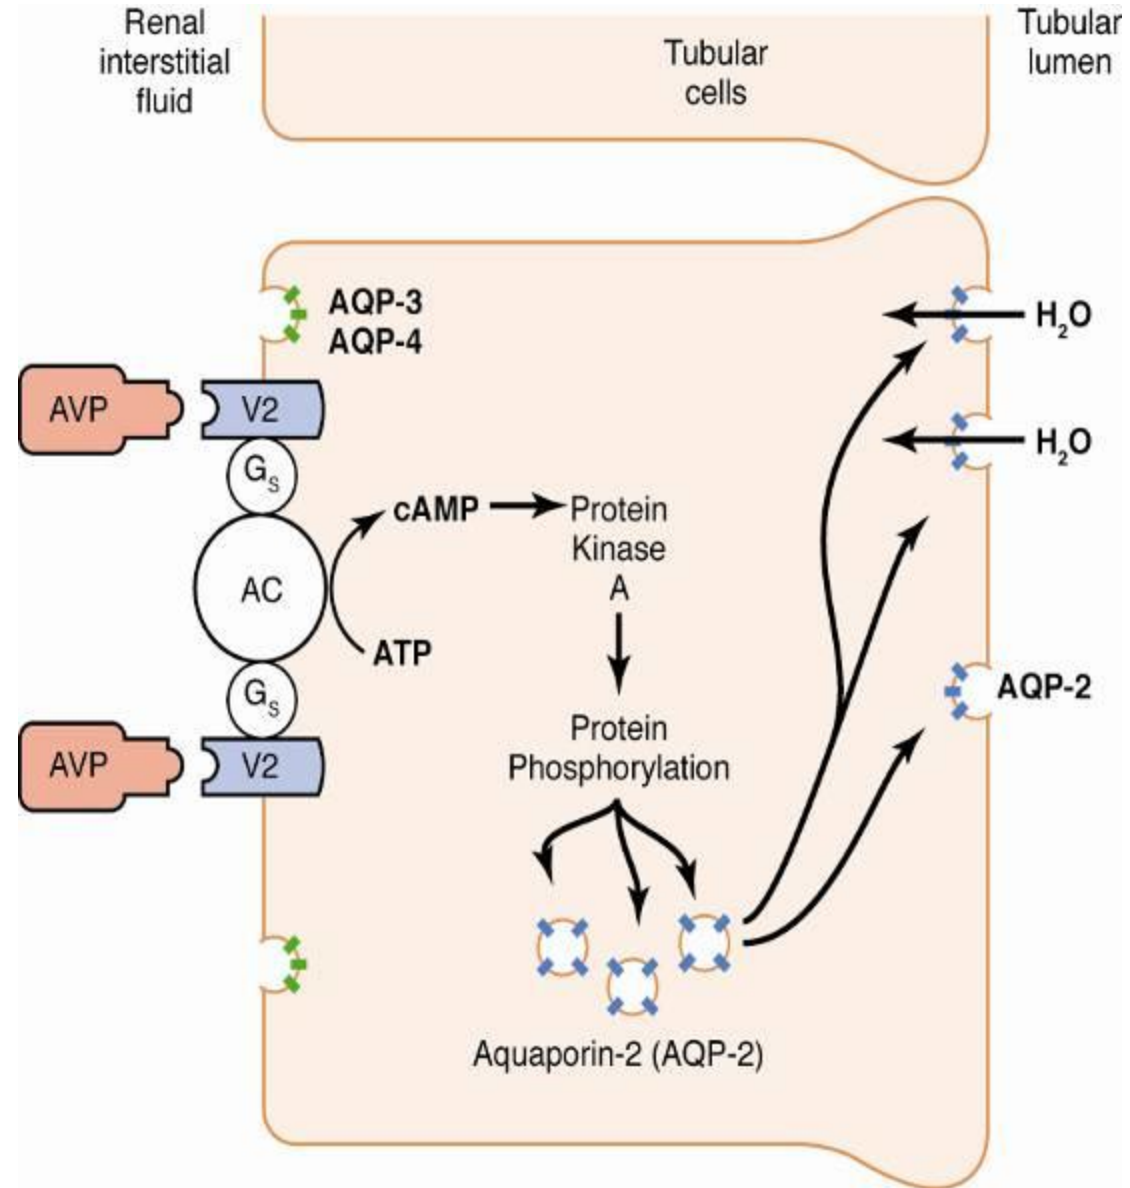 Renal
interstitial
fluid
Tubular
cells
Tubular
lumen
AQP-3
AQP-4
H₂O
AVP
V2
Gₛ
H₂O
cAMP
Protein
Kinase
A
AC
ATP
Gₛ
AQP-2
AVP
V2
Protein
Phosphorylation
Aquaporin-2 (AQP-2)